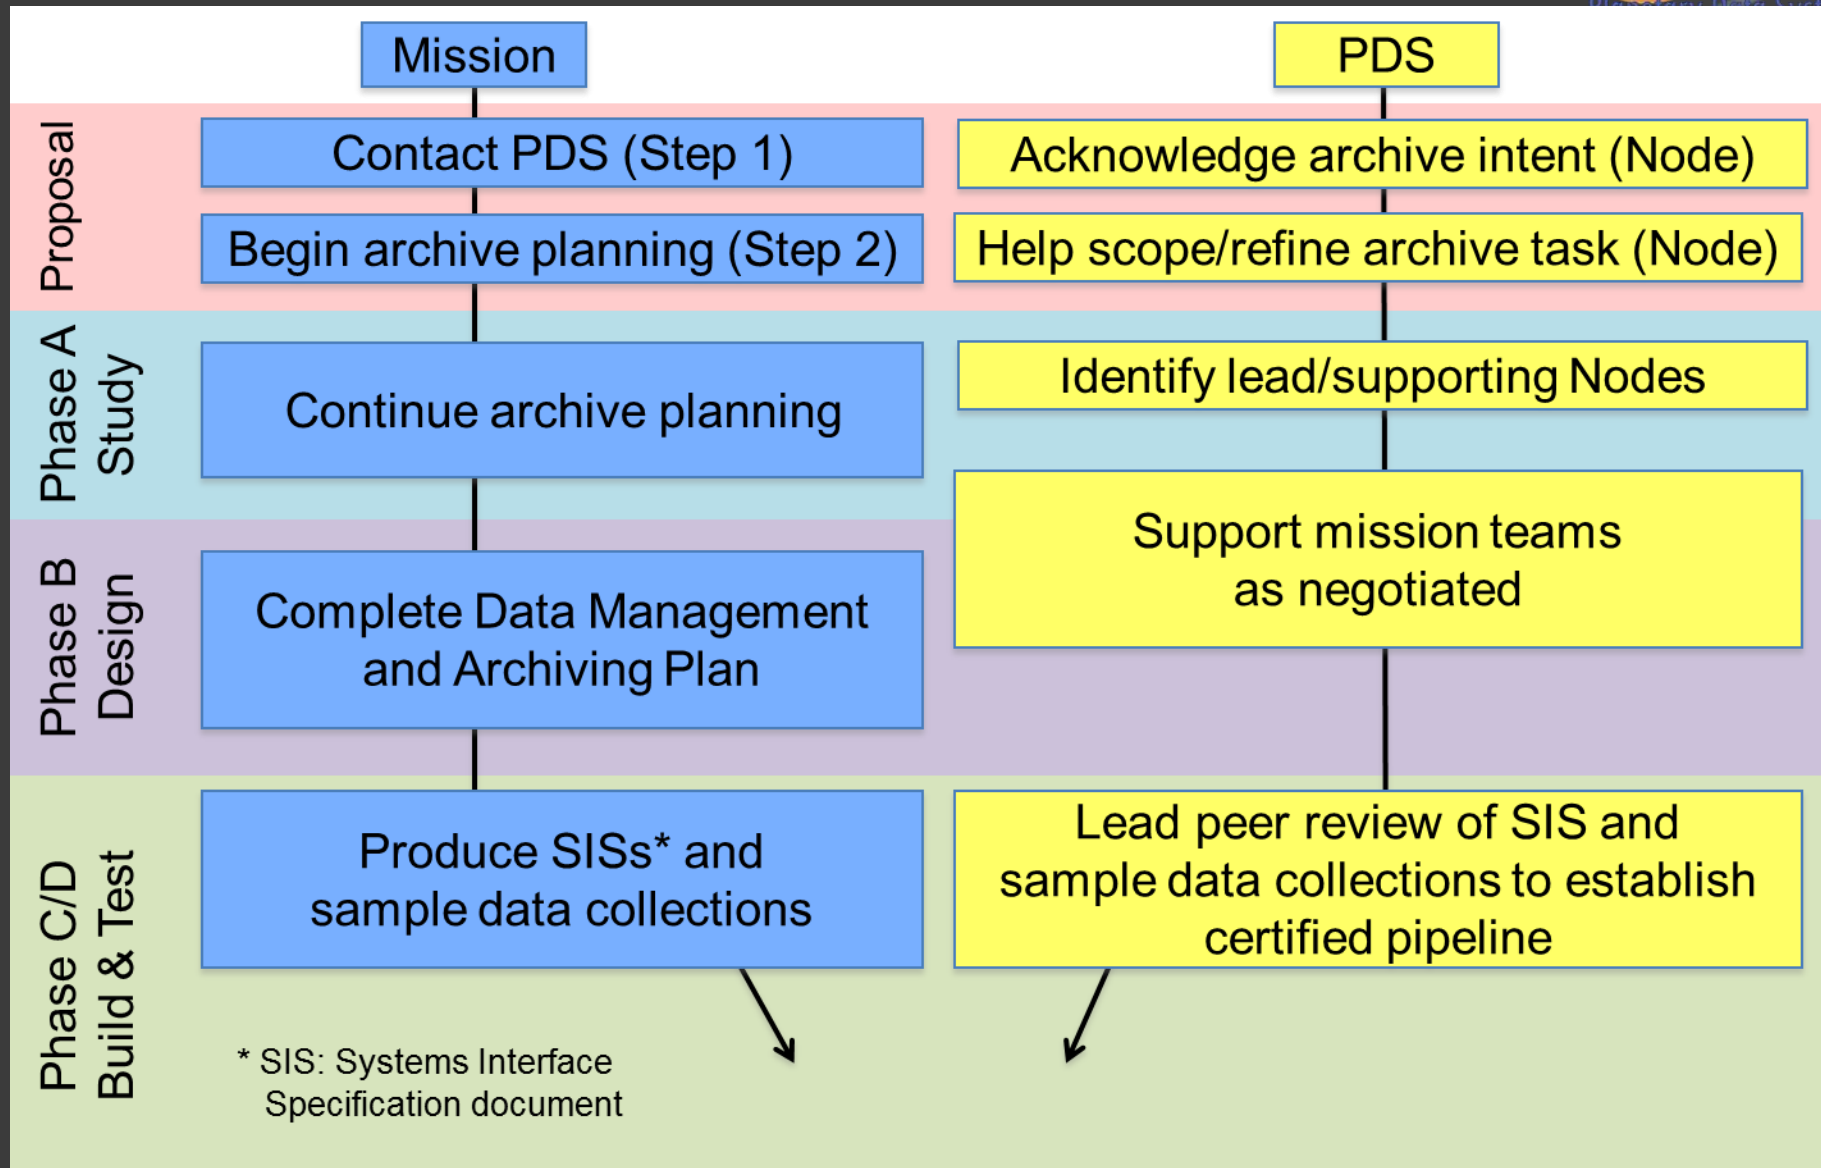 Mission
PDS
Proposal
Contact PDS (Step 1)
Acknowledge archive intent (Node)
Begin archive planning (Step 2)
Help scope/refine archive task (Node)
Phase A
Study
Continue archive planning
Identify lead/supporting Nodes
Support mission teams
as negotiated
Phase B
Design
Complete Data Management
and Archiving Plan
Phase C/D
Build & Test
Produce SISs* and
sample data collections
Lead peer review of SIS and
sample data collections to establish
certified pipeline
* SIS: Systems Interface
Specification document